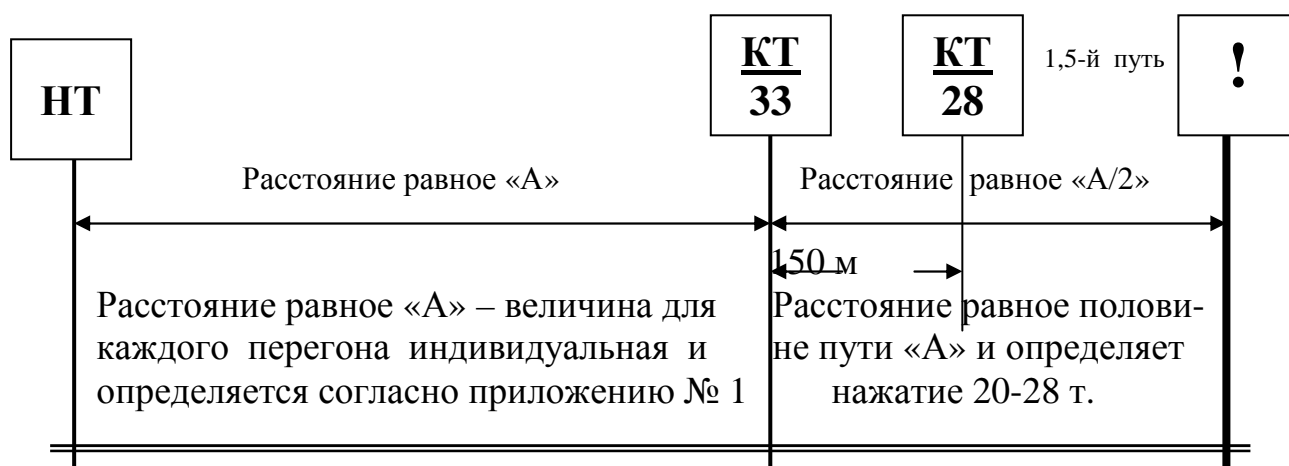 НТ
КТ
33
КТ
28
1,5-й путь
!
Расстояние равное «А»
Расстояние равное «А/2»
150 м
Расстояние равное «А» – величина для
каждого перегона индивидуальная и
определяется согласно приложению № 1
Расстояние равное полови-
не пути «А» и определяет
нажатие 20-28 т.